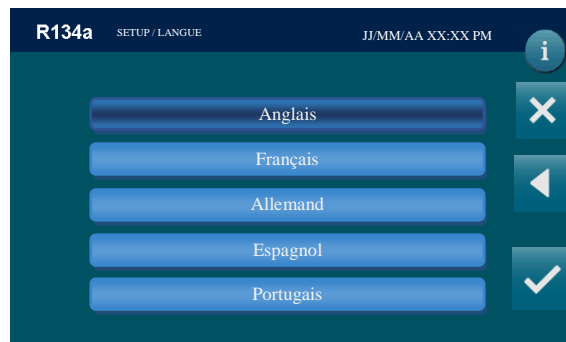 R134a SETUP / LANGUE JJ/MM/AA XX:XX PM
i
Anglais
Français
Allemand
Espagnol
Portugais